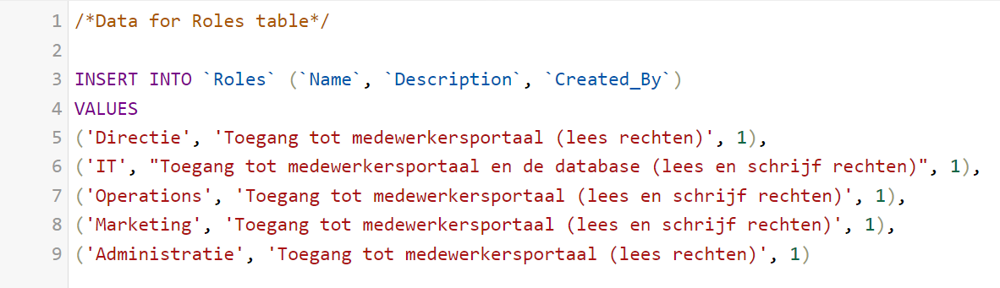 1 /*Data for Roles table*/
2
3 INSERT INTO `Roles` (`Name`, `Description`, `Created_By`)
4 VALUES
5 ('Directie', 'Toegang tot medewerkersportaal (lees rechten)', 1),
6 ('IT', "Toegang tot medewerkersportaal en de database (lees en schrijf rechten)", 1),
7 ('Operations', 'Toegang tot medewerkersportaal (lees en schrijf rechten)', 1),
8 ('Marketing', 'Toegang tot medewerkersportaal (lees en schrijf rechten)', 1),
9 ('Administratie', 'Toegang tot medewerkersportaal (lees rechten)', 1)